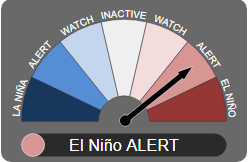 LA NIÑA
ALERT
WATCH
INACTIVE
WATCH
ALERT
EL NIÑO
El Niño ALERT